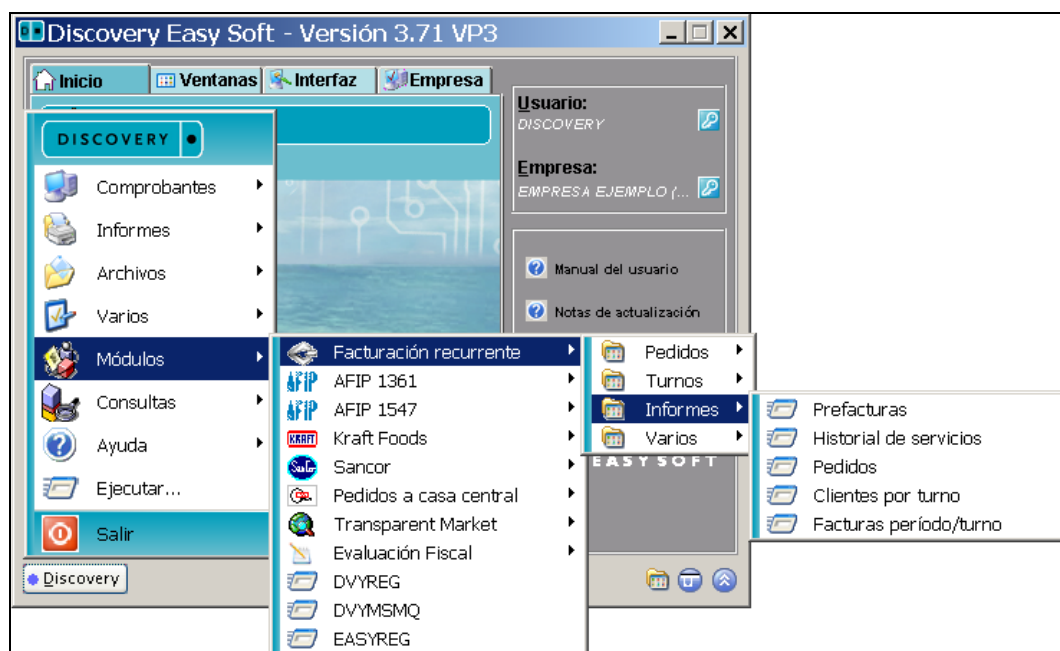 Discovery Easy Soft - Versión 3.71 VP3
Inicio
Ventanas
Interfaz
Empresa
Usuario:
DISCOVERY
Empresa:
EMPRESA EJEMPLO (...
Manual del usuario
Notas de actualización
EASY SOFT
DISCOVERY
Comprobantes
Informes
Archivos
Varios
Módulos
Consultas
Ayuda
Ejecutar...
Salir
Discovery
Facturación recurrente
AFIP AFIP 1361
AFIP AFIP 1547
KRAFT Kraft Foods
Sancor
Pedidos a casa central
Transparent Market
Evaluación Fiscal
DVYREG
DVYMSMQ
EASYREG
Pedidos
Turnos
Informes
Varios
Prefacturas
Historial de servicios
Pedidos
Clientes por turno
Facturas período/turno